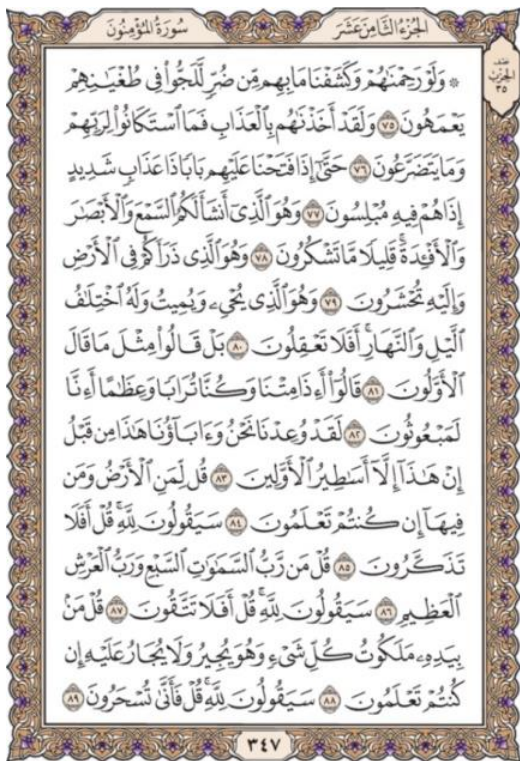 الجزء الثامن عشر
سورة المؤمنون
نصف
الحزب
٣٥
۞ وَلَوْ رَحِمْنَٰهُمْ وَكَشَفْنَا مَا بِهِم مِّن ضُرٍّ لَّلَجُّوا۟ فِى طُغْيَٰنِهِمْ
يَعْمَهُونَ ٧٥ وَلَقَدْ أَخَذْنَٰهُم بِٱلْعَذَابِ فَمَا ٱسْتَكَانُوا۟ لِرَبِّهِمْ
وَمَا يَتَضَرَّعُونَ ٧٦ حَتَّىٰٓ إِذَا فَتَحْنَا عَلَيْهِم بَابًا ذَا عَذَابٍ شَدِيدٍ
إِذَا هُمْ فِيهِ مُبْلِسُونَ ٧٧ وَهُوَ ٱلَّذِىٓ أَنشَأَ لَكُمُ ٱلسَّمْعَ وَٱلْأَبْصَٰرَ
وَٱلْأَفْـِٔدَةَ ۚ قَلِيلًا مَّا تَشْكُرُونَ ٧٨ وَهُوَ ٱلَّذِى ذَرَأَكُمْ فِى ٱلْأَرْضِ
وَإِلَيْهِ تُحْشَرُونَ ٧٩ وَهُوَ ٱلَّذِى يُحْىِۦ وَيُمِيتُ وَلَهُ ٱخْتِلَٰفُ
ٱلَّيْلِ وَٱلنَّهَارِ ۚ أَفَلَا تَعْقِلُونَ ٨٠ بَلْ قَالُوا۟ مِثْلَ مَا قَالَ
ٱلْأَوَّلُونَ ٨١ قَالُوٓا۟ أَءِذَا مِتْنَا وَكُنَّا تُرَابًا وَعِظَٰمًا أَءِنَّا
لَمَبْعُوثُونَ ٨٢ لَقَدْ وُعِدْنَا نَحْنُ وَءَابَآؤُنَا هَٰذَا مِن قَبْلُ
إِنْ هَٰذَآ إِلَّآ أَسَٰطِيرُ ٱلْأَوَّلِينَ ٨٣ قُل لِّمَنِ ٱلْأَرْضُ وَمَن
فِيهَآ إِن كُنتُمْ تَعْلَمُونَ ٨٤ سَيَقُولُونَ لِلَّهِ ۚ قُلْ أَفَلَا
تَذَكَّرُونَ ٨٥ قُلْ مَن رَّبُّ ٱلسَّمَٰوَٰتِ ٱلسَّبْعِ وَرَبُّ ٱلْعَرْشِ
ٱلْعَظِيمِ ٨٦ سَيَقُولُونَ لِلَّهِ ۚ قُلْ أَفَلَا تَتَّقُونَ ٨٧ قُلْ مَنۢ
بِيَدِهِۦ مَلَكُوتُ كُلِّ شَىْءٍ وَهُوَ يُجِيرُ وَلَا يُجَارُ عَلَيْهِ إِن
كُنتُمْ تَعْلَمُونَ ٨٨ سَيَقُولُونَ لِلَّهِ ۚ قُلْ فَأَنَّىٰ تُسْحَرُونَ ٨٩
٣٤٧